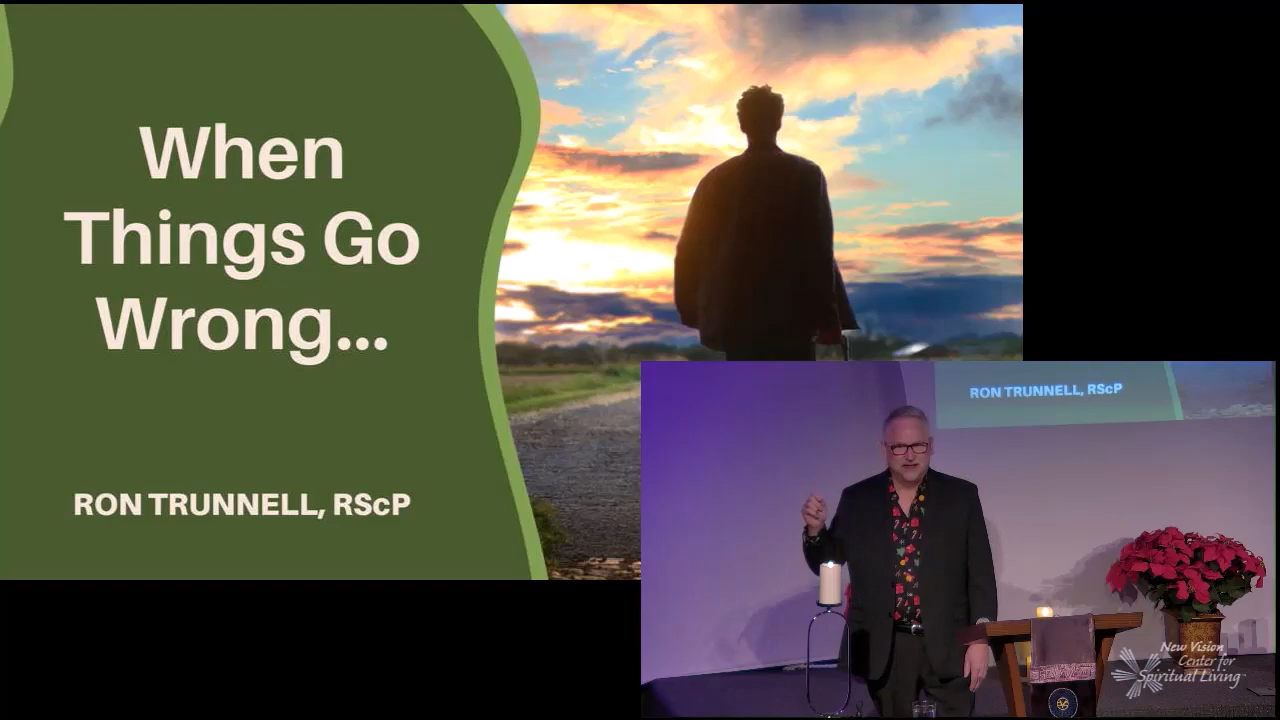 When
Things Go
Wrong...
RON TRUNNELL, RScP
RON TRUNNELL, RScP
New Vision
Center for
Spiritual Living